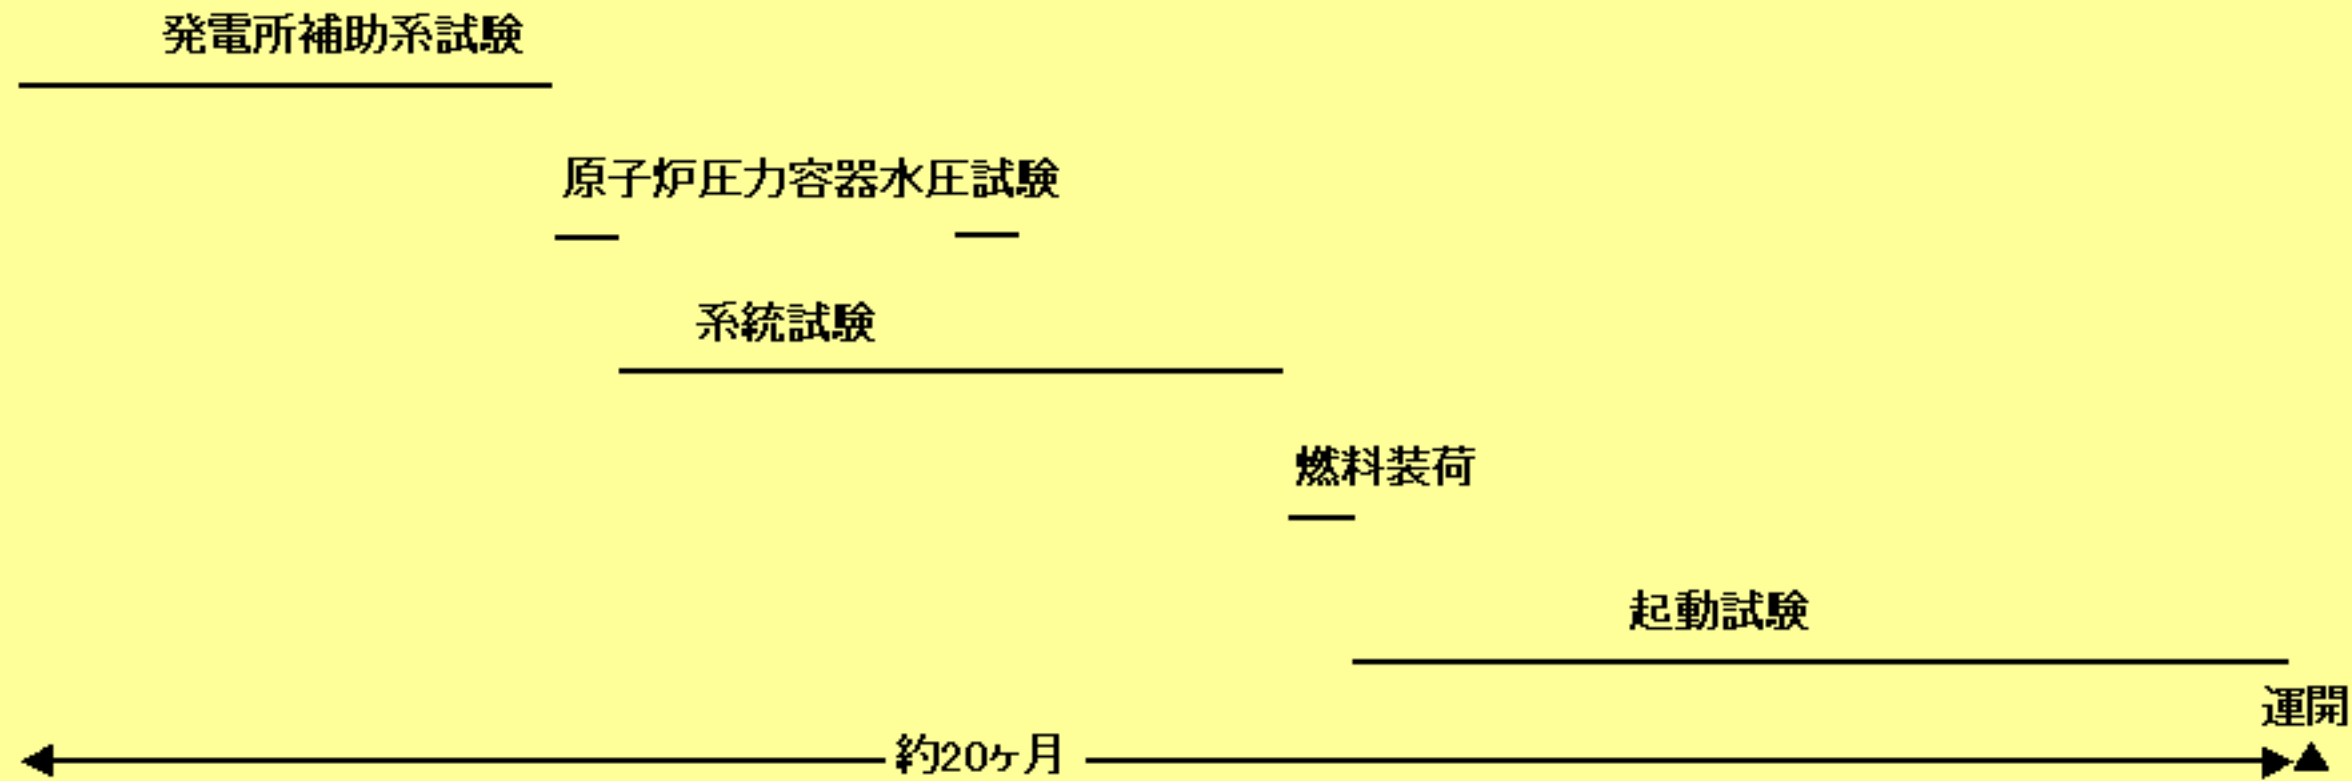 発電所補助系試験
原子炉圧力容器水圧試験
系統試験
燃料装荷
起動試験
運開
約20ヶ月